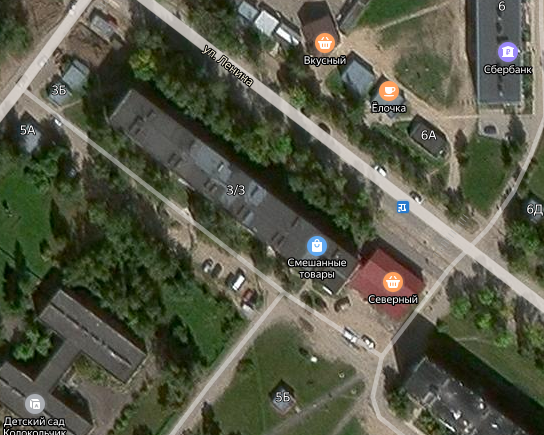 6
ул. Ленина
Вкусный
Сбербанк
3Б
Ёлочка
5А
6А
3/3
6Д
Смешанные
товары
Северный
5Б
Детский сад
Колокольчик